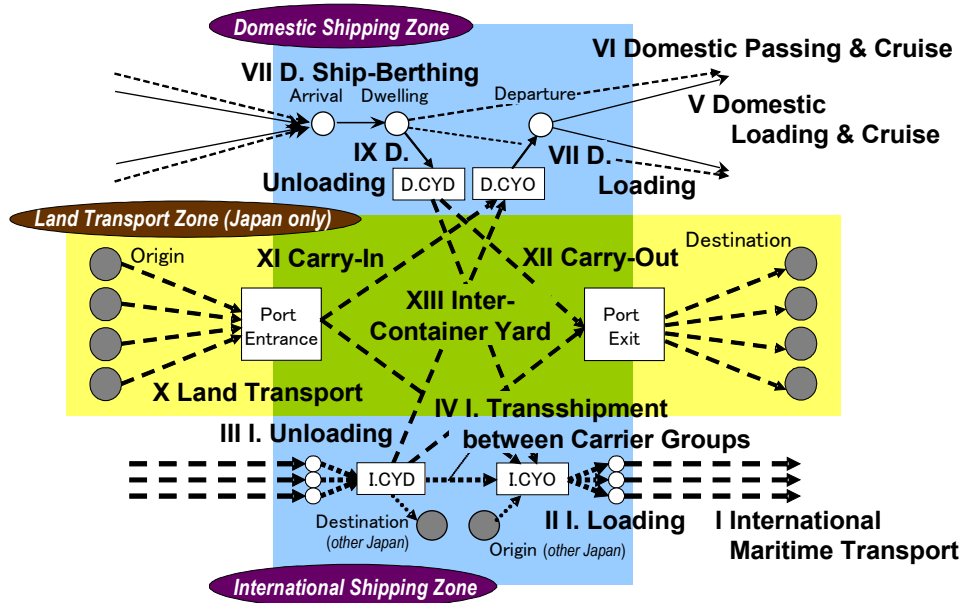 Domestic Shipping Zone
VI Domestic Passing & Cruise
VII D. Ship-Berthing
Arrival
Dwelling
Departure
V Domestic
Loading & Cruise
IX D.
Unloading
D.CYD
D.CYO
VII D.
Loading
Land Transport Zone (Japan only)
Origin
XI Carry-In
XII Carry-Out
Destination
XIII Inter-
Container Yard
Port
Entrance
Port
Exit
X Land Transport
IV I. Transshipment
between Carrier Groups
III I. Unloading
I.CYD
I.CYO
Destination
(other Japan)
Origin (other Japan)
II I. Loading
I International
Maritime Transport
International Shipping Zone